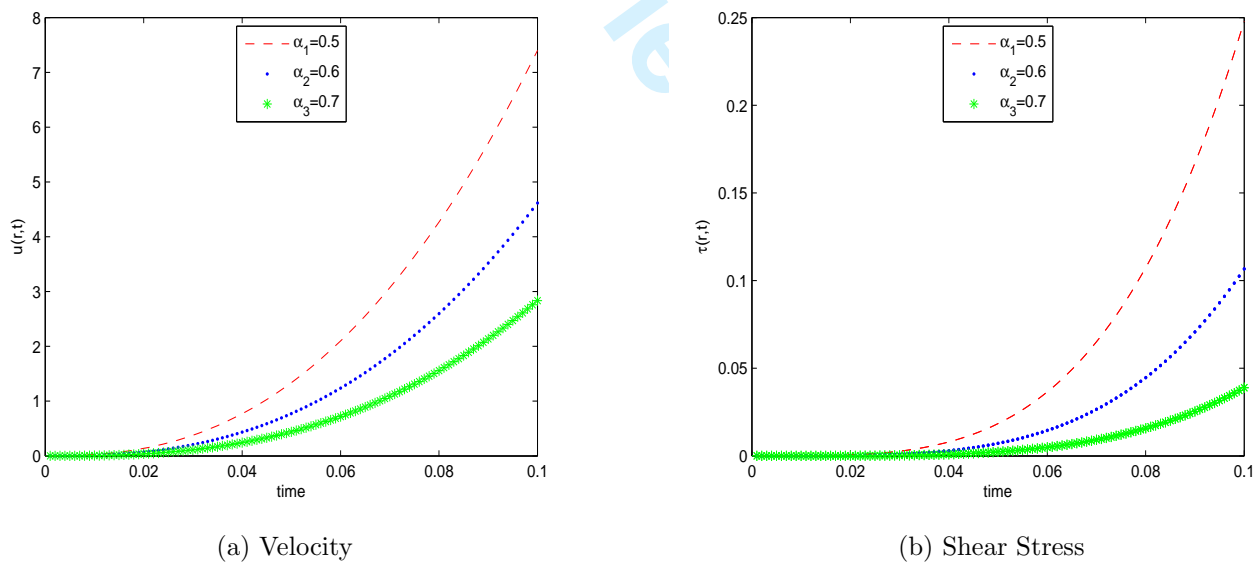 8
7
6
5
4
3
2
1
0
u(r,t)
α₁=0.5
α₂=0.6
α₃=0.7
0 0.02 0.04 0.06 0.08 0.1
time
(a) Velocity
0.25
0.2
0.15
0.1
0.05
0
τ(r,t)
α₁=0.5
α₂=0.6
α₃=0.7
0 0.02 0.04 0.06 0.08 0.1
time
(b) Shear Stress